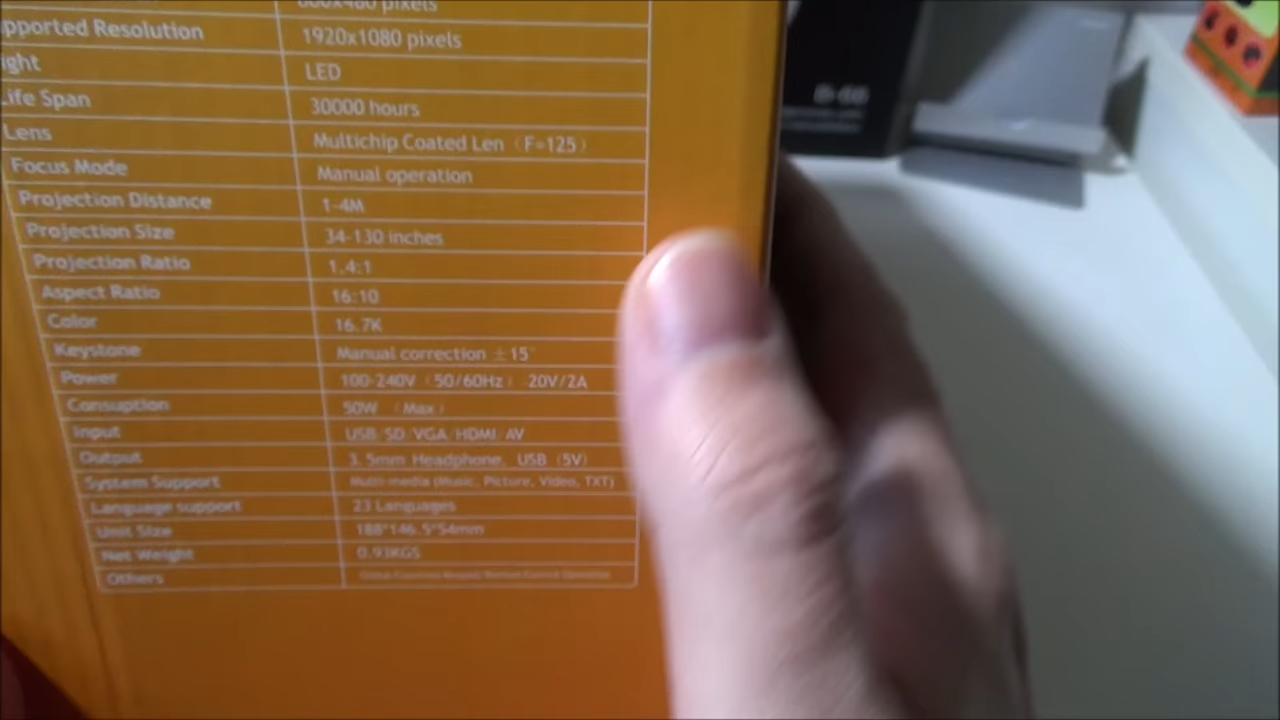 800x480 pixels
pported Resolution 1920x1080 pixels
ight LED
Life Span 30000 hours
Lens Multichip Coated Len (F=125)
Focus Mode Manual operation
Projection Distance 1-4M
Projection Size 34-130 inches
Projection Ratio 1.4:1
Aspect Ratio 16:10
Color 16.7K
Keystone Manual correction ±15°
Power 100-240V (50/60Hz) 20V/2A
Consuption 50W (Max)
Input USB/SD/VGA/HDMI/AV
Output 3.5mm Headphone, USB (5V)
System Support Multi-media (Music, Picture, Video, TXT)
Language support 23 Languages
Unit Size 188*146.5*54mm
Net Weight 0.93KGS
Others